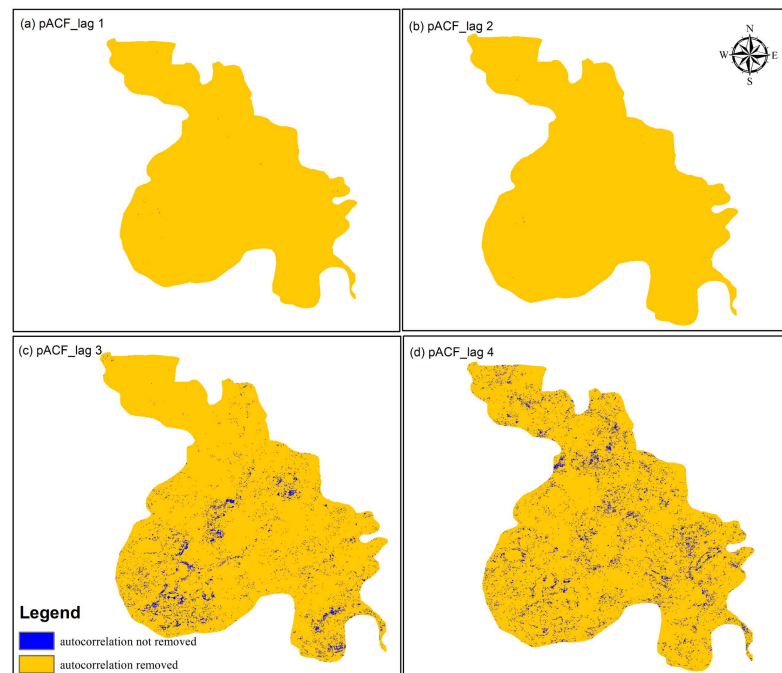 (a) pACF_lag 1
(b) pACF_lag 2
N
W E
S
(c) pACF_lag 3
(d) pACF_lag 4
Legend
autocorrelation not removed
autocorrelation removed